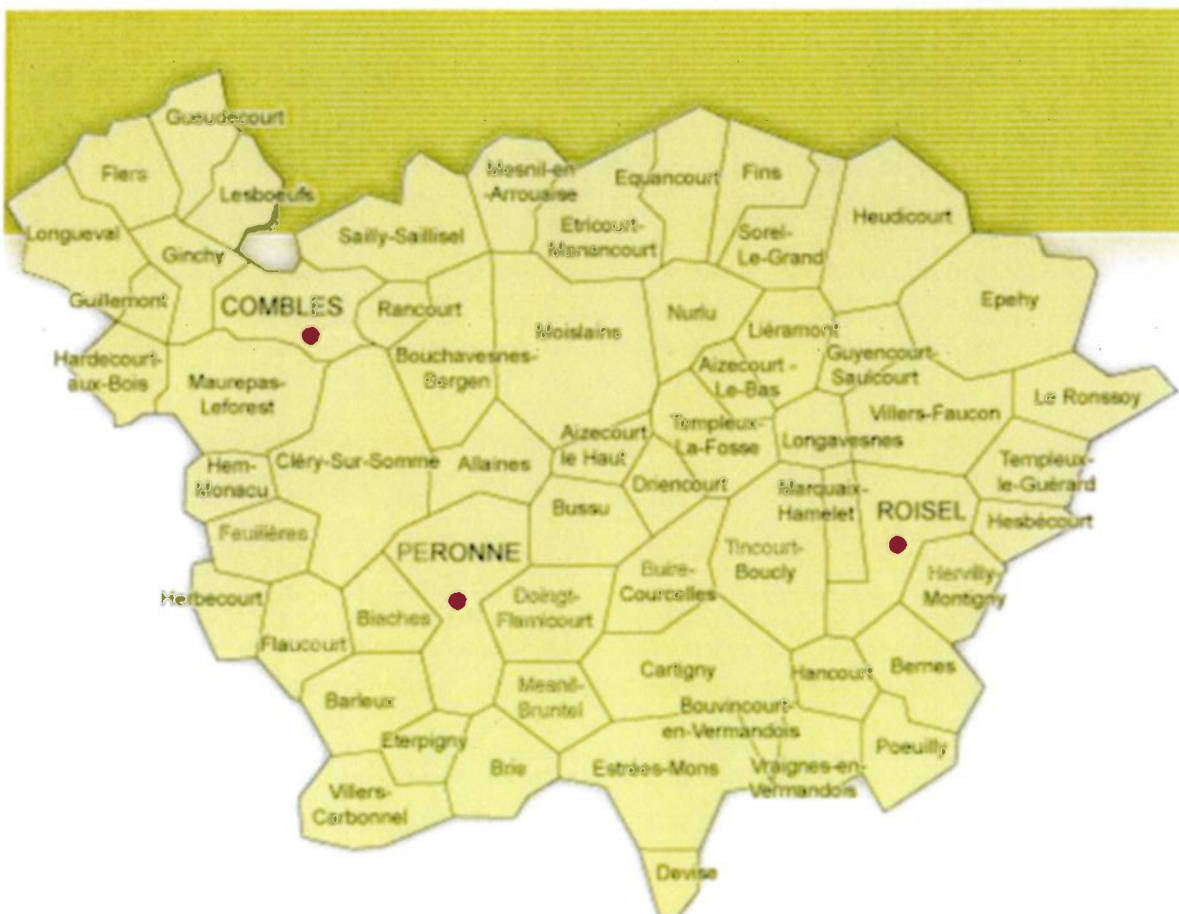 Gueudecourt
Flers
Lesboeufs
Mesnil-en
-Arrouaise
Equancourt
Fins
Longueval
Sailly-Saillisel
Etricourt-
Manancourt
Sorel-
Le-Grand
Heudicourt
Ginchy
Guillemont
COMBLES
Rancourt
Moislains
Nurlu
Liéramont
Epehy
Hardecourt-
aux-Bois
Maurepas-
Leforest
Bouchavesnes-
Bergen
Aizecourt -
Le-Bas
Guyencourt-
Saulcourt
Le Ronssoy
Villers-Faucon
Hem-
Monacu
Cléry-Sur-Somme
Allaines
Aizecourt
le Haut
Templeux-
La-Fosse
Longavesnes
Templeux-
le-Guérard
Driencourt
Marquaix-
Hamelet
ROISEL
Hesbécourt
Feuillères
Bussu
PERONNE
Tincourt-
Boucly
Buire-
Courcelles
Hervilly-
Montigny
Herbecourt
Flaucourt
Biaches
Doingt-
Flamicourt
Cartigny
Hancourt
Bernes
Barleux
Mesnil-
Bruntel
Bouvincourt-
en-Vermandois
Poeuilly
Eterpigny
Brie
Estrées-Mons
Vraignes-en-
Vermandois
Villers-
Carbonnel
Devise